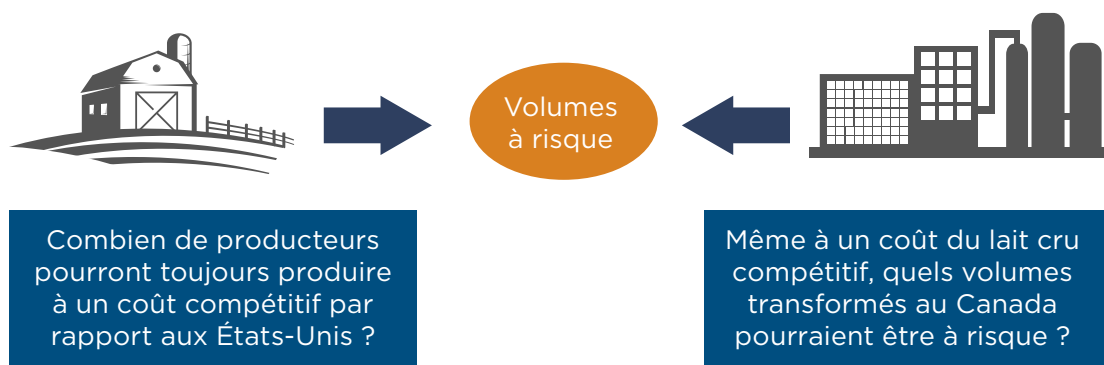 Volumes
à risque
Combien de producteurs
pourront toujours produire
à un coût compétitif par
rapport aux États-Unis ?
Même à un coût du lait cru
compétitif, quels volumes
transformés au Canada
pourraient être à risque ?